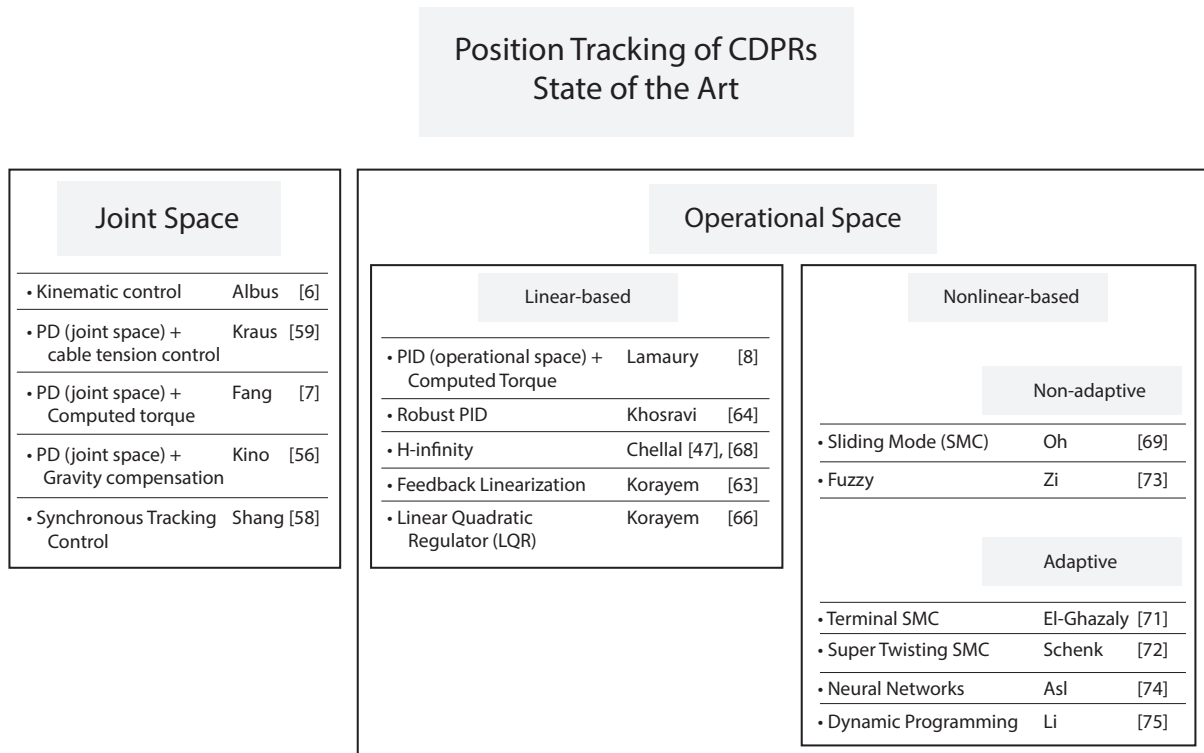 Position Tracking of CDPRs
State of the Art
Joint Space
• Kinematic control Albus [6]
• PD (joint space) + Kraus [59]
cable tension control
• PD (joint space) + Fang [7]
Computed torque
• PD (joint space) + Kino [56]
Gravity compensation
• Synchronous Tracking Shang [58]
Control
Operational Space
Linear-based
• PID (operational space) + Lamaury [8]
Computed Torque
• Robust PID Khosravi [64]
• H-infinity Chellal [47], [68]
• Feedback Linearization Korayem [63]
• Linear Quadratic Korayem [66]
Regulator (LQR)
Nonlinear-based
Non-adaptive
• Sliding Mode (SMC) Oh [69]
• Fuzzy Zi [73]
Adaptive
• Terminal SMC El-Ghazaly [71]
• Super Twisting SMC Schenk [72]
• Neural Networks Asl [74]
• Dynamic Programming Li [75]